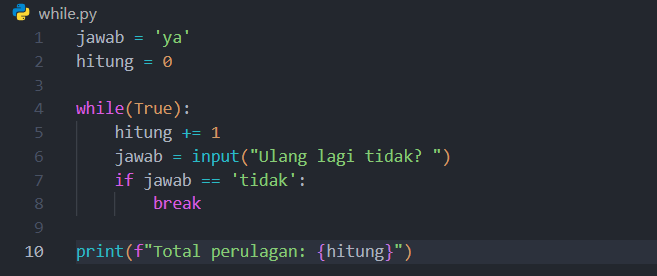 while.py
1 jawab = 'ya'
2 hitung = 0
3
4 while(True):
5     hitung += 1
6     jawab = input("Ulang lagi tidak? ")
7     if jawab == 'tidak':
8         break
9
10 print(f"Total perulagan: {hitung}")